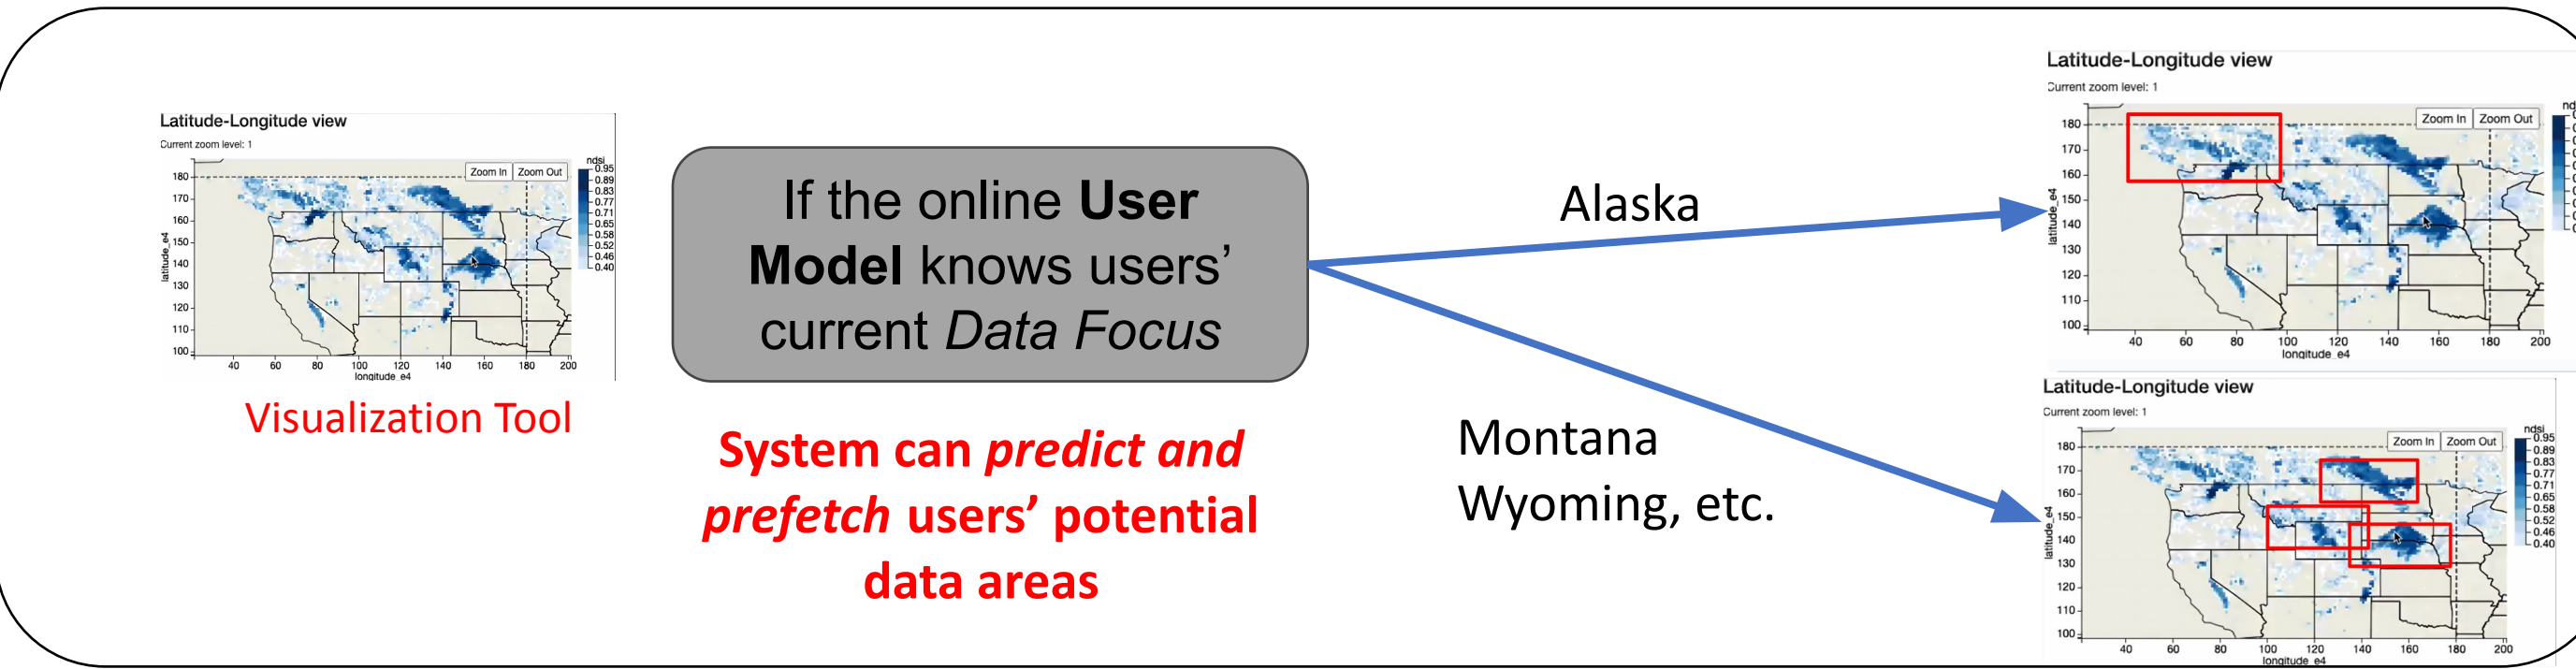 Latitude-Longitude view
Current zoom level: 1
Zoom In Zoom Out
ndsi
0.95
0.89
0.83
0.77
0.71
0.65
0.58
0.52
0.46
0.40
180
170
160
150
140
130
120
110
100
latitude_e4
40 60 80 100 120 140 160 180 200
longitude_e4
Visualization Tool
If the online User
Model knows users’
current Data Focus
System can predict and
prefetch users’ potential
data areas
Alaska
Montana
Wyoming, etc.
Latitude-Longitude view
Current zoom level: 1
Zoom In Zoom Out
180
170
160
150
140
130
120
110
100
latitude_e4
40 60 80 100 120 140 160 180 200
longitude_e4
Latitude-Longitude view
Current zoom level: 1
Zoom In Zoom Out
ndsi
0.95
0.89
0.83
0.77
0.71
0.65
0.58
0.52
0.46
0.40
180
170
160
150
140
130
120
110
100
latitude_e4
40 60 80 100 120 140 160 180 200
longitude_e4